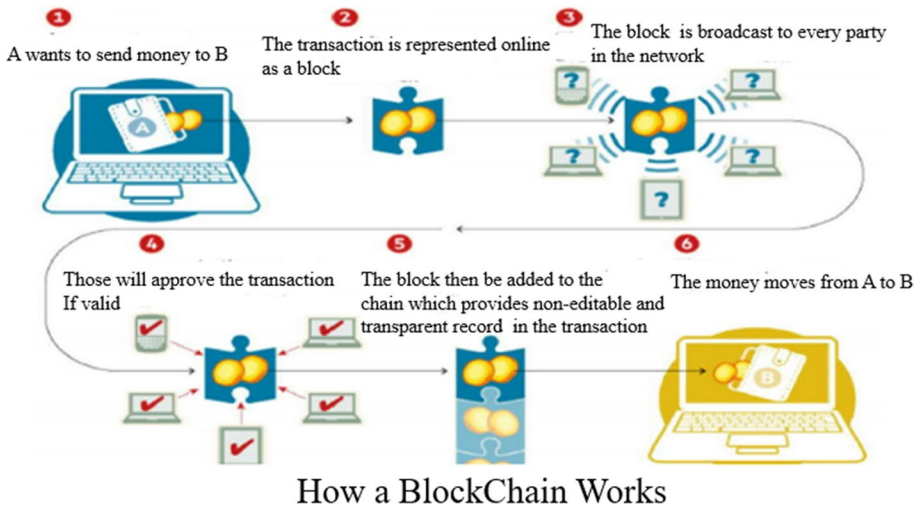 1
A wants to send money to B
2
The transaction is represented online
as a block
3
The block is broadcast to every party
in the network
A
?
?
?
?
?
4
Those will approve the transaction
If valid
5
The block then be added to the
chain which provides non-editable and
transparent record in the transaction
6
The money moves from A to B
B
How a BlockChain Works